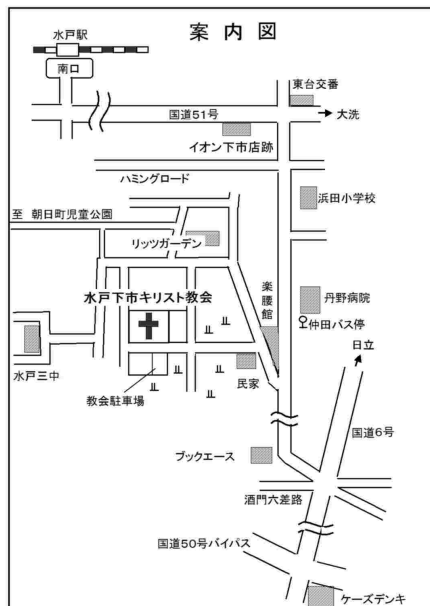 案内図
水戸駅
南口
東台交番
国道51号
大洗
イオン下市店跡
ハミングロード
浜田小学校
至 朝日町児童公園
リッツガーデン
水戸下市キリスト教会
楽腰館
丹野病院
仲田バス停
日立
水戸三中
民家
教会駐車場
国道6号
ブックエース
酒門六差路
国道50号バイパス
ケーズデンキ